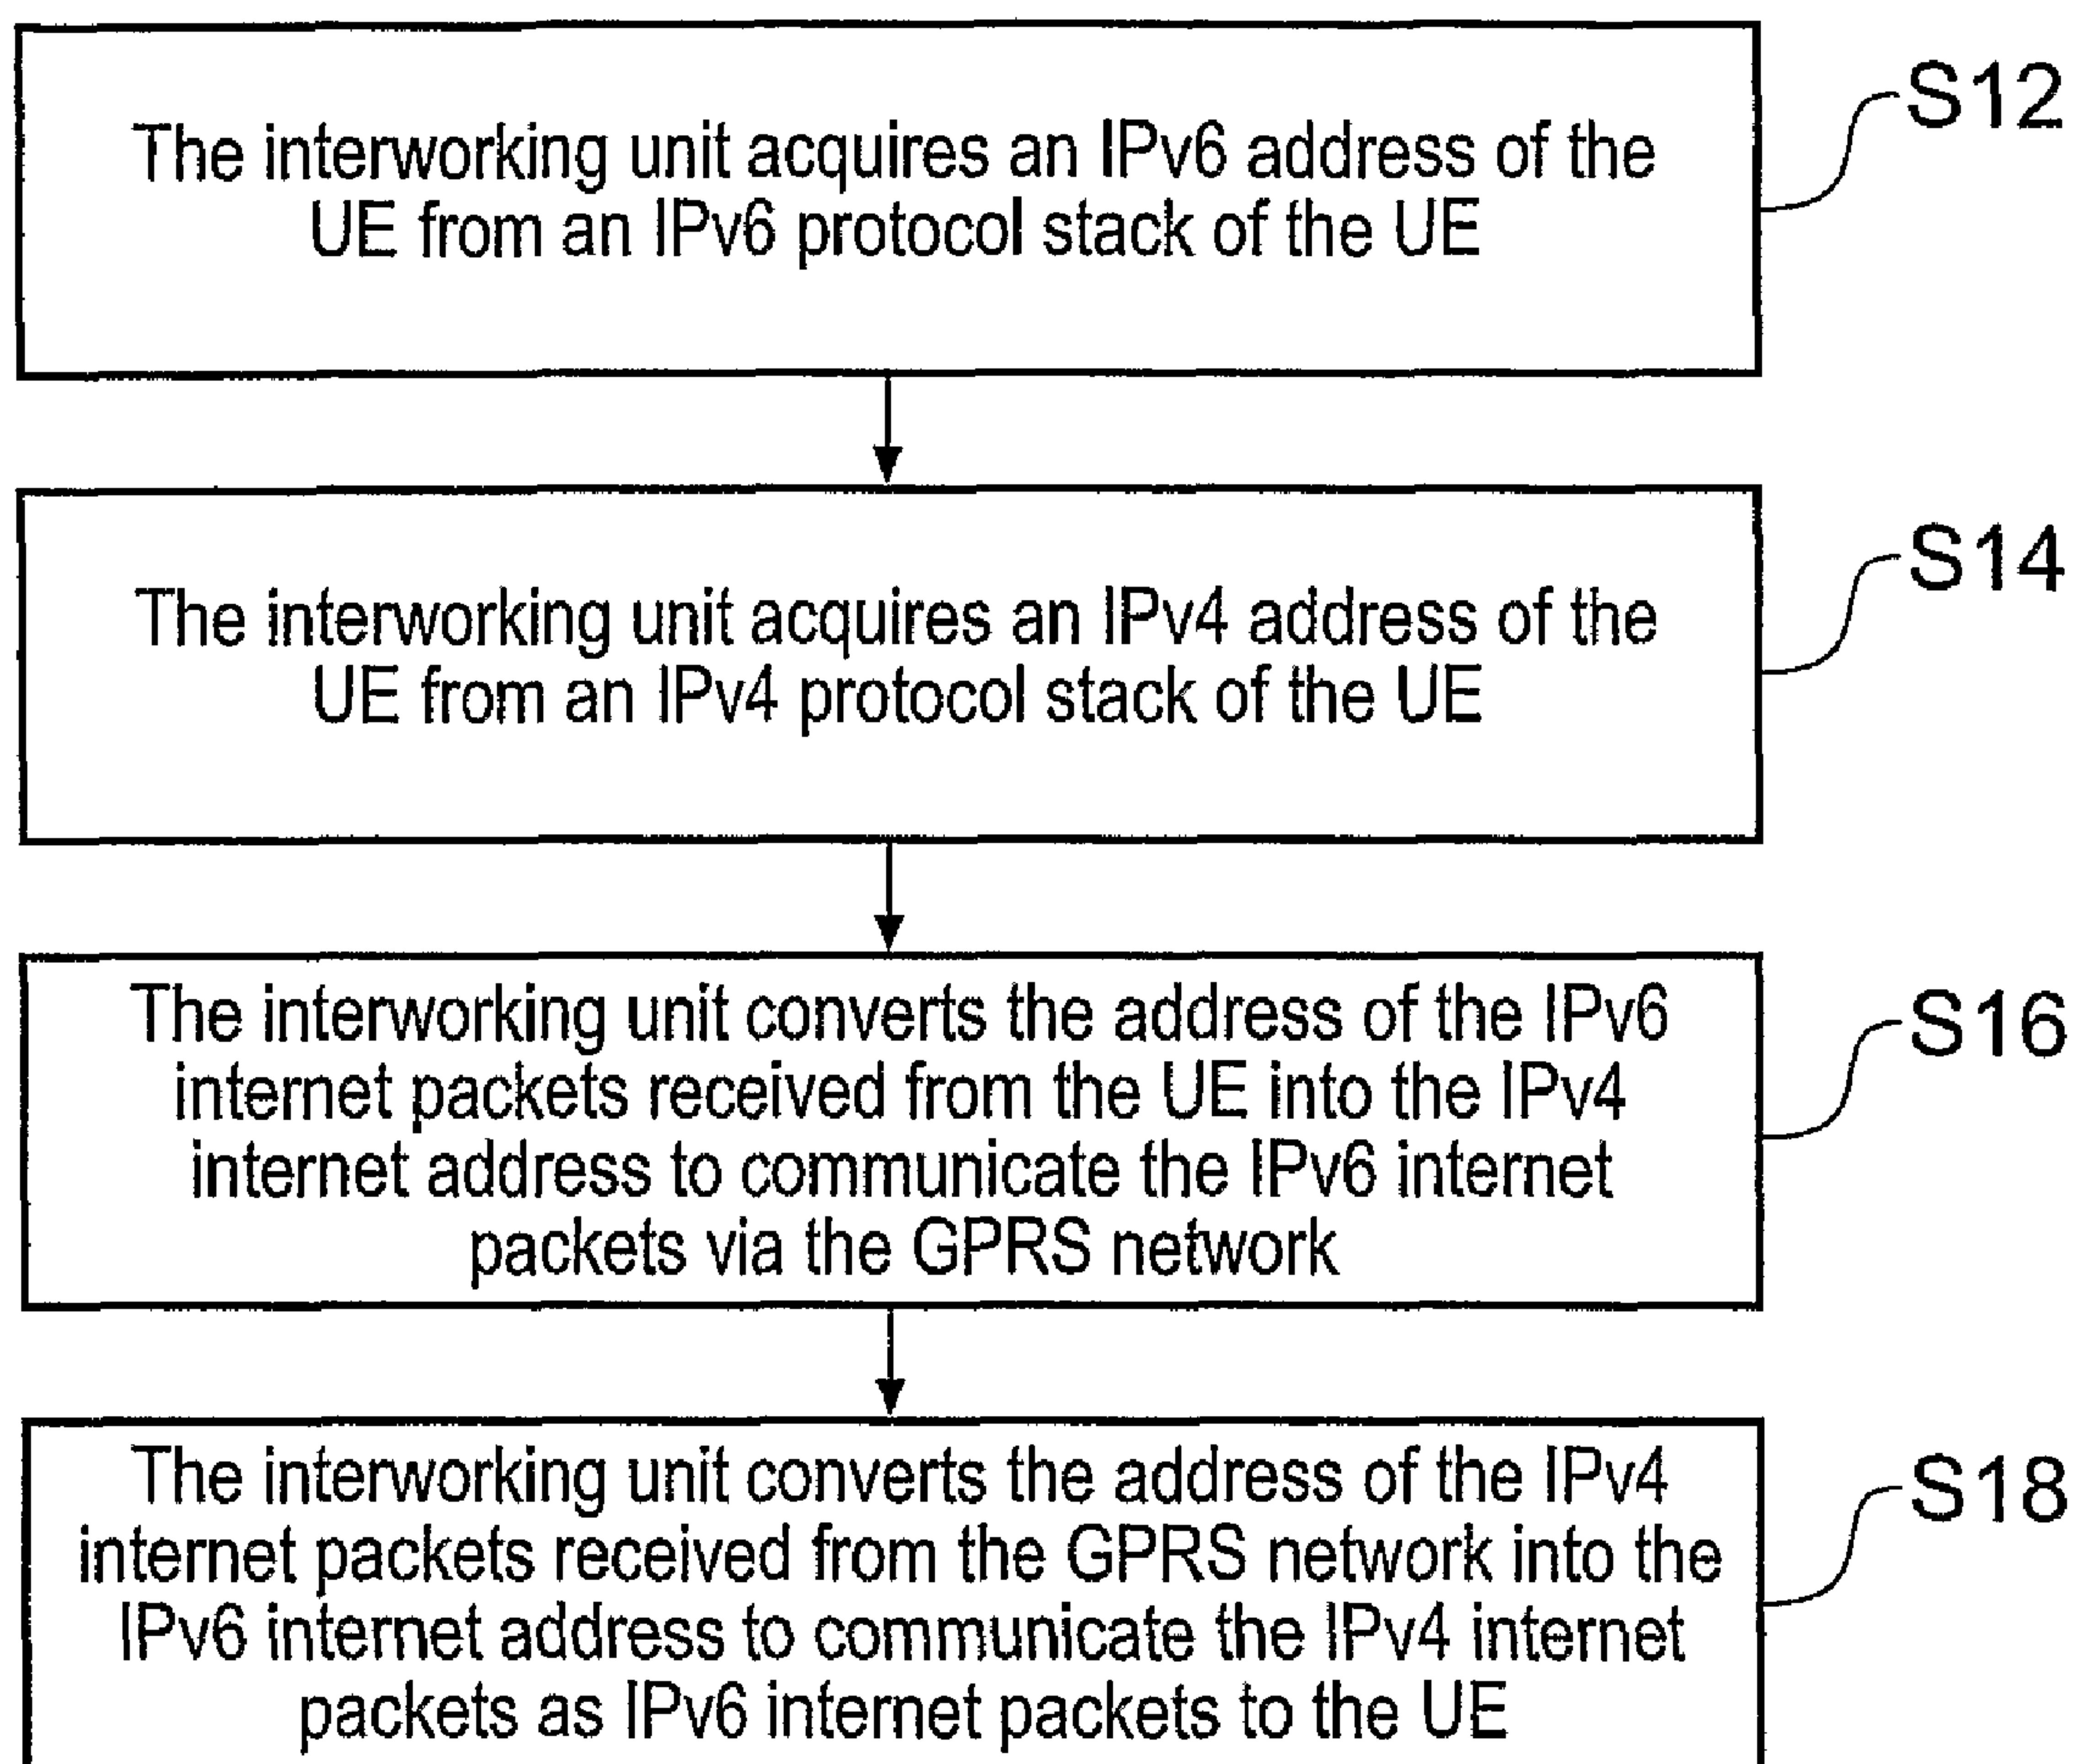 The interworking unit acquires an IPv6 address of the
UE from an IPv6 protocol stack of the UE
S12
The interworking unit acquires an IPv4 address of the
UE from an IPv4 protocol stack of the UE
S14
The interworking unit converts the address of the IPv6
internet packets received from the UE into the IPv4
internet address to communicate the IPv6 internet
packets via the GPRS network
S16
The interworking unit converts the address of the IPv4
internet packets received from the GPRS network into the
IPv6 internet address to communicate the IPv4 internet
packets as IPv6 internet packets to the UE
S18